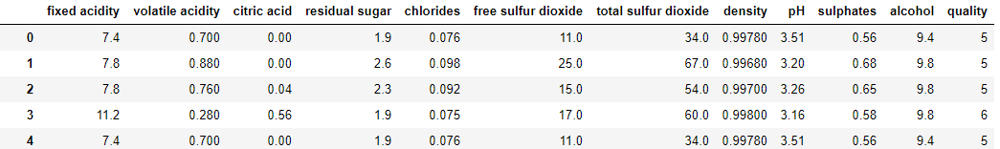 fixed acidity volatile acidity citric acid residual sugar chlorides free sulfur dioxide total sulfur dioxide density pH sulphates alcohol quality
0 7.4 0.700 0.00 1.9 0.076 11.0 34.0 0.99780 3.51 0.56 9.4 5
1 7.8 0.880 0.00 2.6 0.098 25.0 67.0 0.99680 3.20 0.68 9.8 5
2 7.8 0.760 0.04 2.3 0.092 15.0 54.0 0.99700 3.26 0.65 9.8 5
3 11.2 0.280 0.56 1.9 0.075 17.0 60.0 0.99800 3.16 0.58 9.8 6
4 7.4 0.700 0.00 1.9 0.076 11.0 34.0 0.99780 3.51 0.56 9.4 5